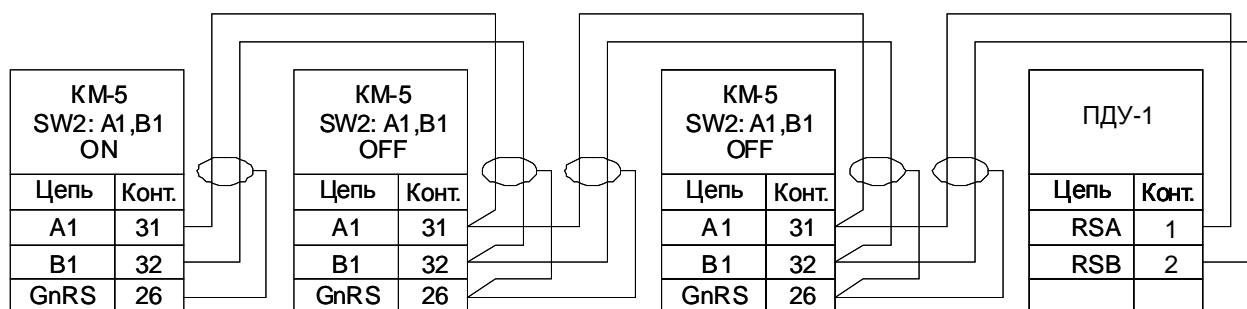 КМ-5
SW2: A1,B1
ON
Цепь Конт.
A1 31
B1 32
GnRS 26
КМ-5
SW2: A1,B1
OFF
Цепь Конт.
A1 31
B1 32
GnRS 26
КМ-5
SW2: A1,B1
OFF
Цепь Конт.
A1 31
B1 32
GnRS 26
ПДУ-1
Цепь Конт.
RSA 1
RSB 2